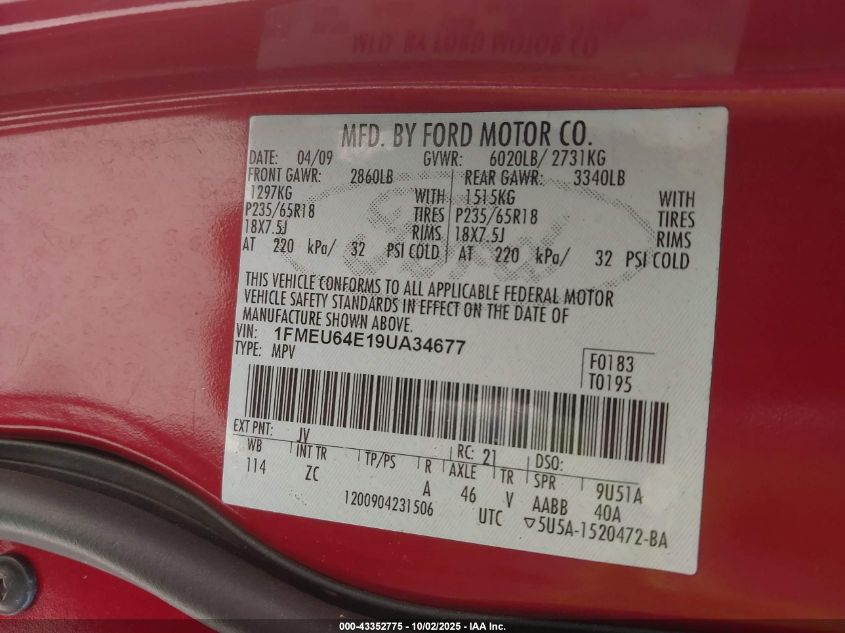 MFD. BY FORD MOTOR CO.
DATE: 04/09 GVWR: 6020LB/ 2731KG
FRONT GAWR: 2860LB REAR GAWR: 3340LB
1297KG WITH 1515KG WITH
P235/65R18 TIRES P235/65R18 TIRES
18X7.5J RIMS 18X7.5J RIMS
AT 220 kPa/ 32 PSI COLD AT 220 kPa/ 32 PSI COLD
THIS VEHICLE CONFORMS TO ALL APPLICABLE FEDERAL MOTOR
VEHICLE SAFETY STANDARDS IN EFFECT ON THE DATE OF
MANUFACTURE SHOWN ABOVE.
VIN: 1FMEU64E19UA34677
TYPE: MPV
F0183
T0195
EXT PNT: JV RC: 21 DSO:
WB INT TR TP/PS R AXLE TR SPR 9U51A
114 ZC A 46 V AABB 40A
1200904231506 UTC ▽5U5A-1520472-BA
000-43352775 - 10/02/2025 - IAA Inc.